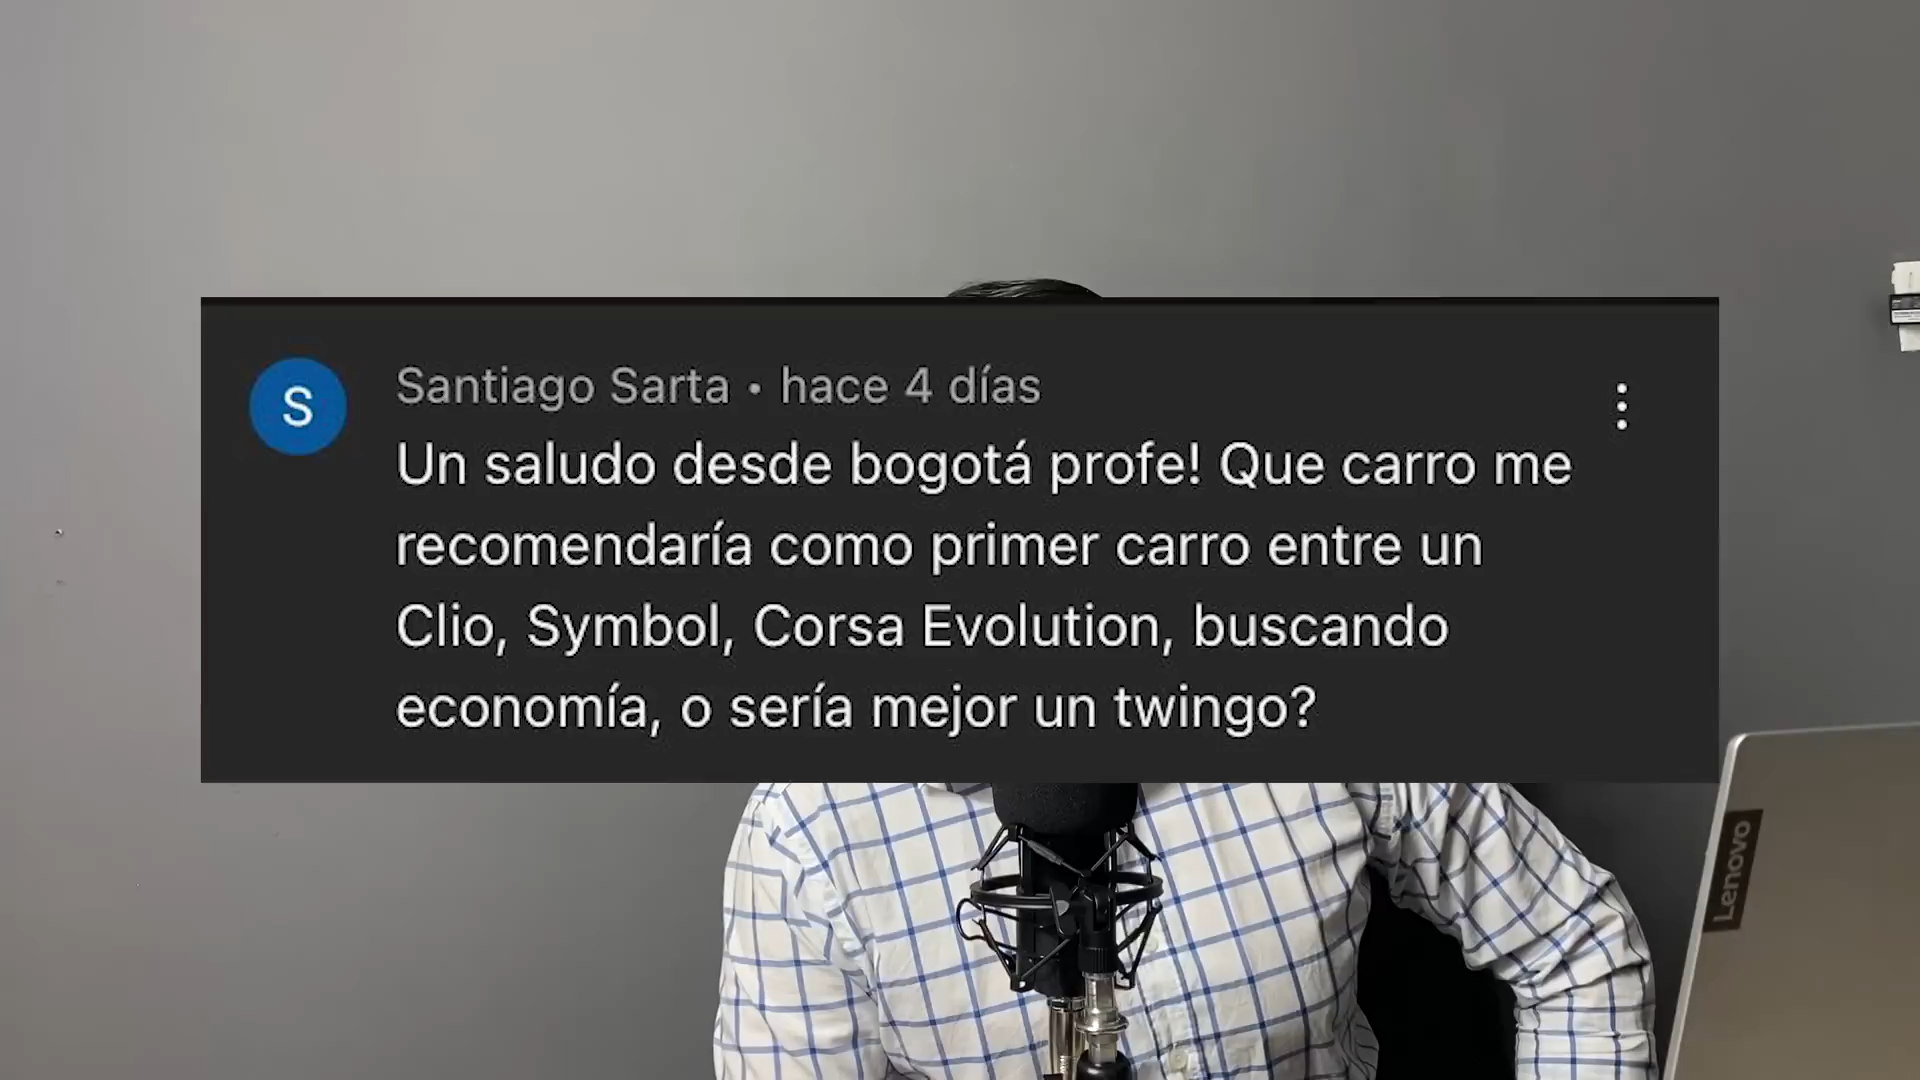 S
Santiago Sarta • hace 4 días
Un saludo desde bogotá profe! Que carro me
recomendaría como primer carro entre un
Clio, Symbol, Corsa Evolution, buscando
economía, o sería mejor un twingo?
Lenovo